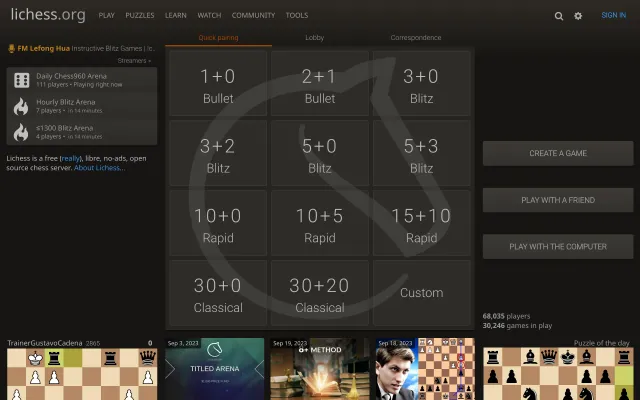 lichess.org PLAY PUZZLES LEARN WATCH COMMUNITY TOOLS SIGN IN
Quick pairing Lobby Correspondence
FM Lefong Hua Instructive Blitz Games | !c..
Streamers »
Daily Chess960 Arena
111 players • Playing right now
Hourly Blitz Arena
7 players • in 14 minutes
≤1300 Blitz Arena
4 players • in 14 minutes
Lichess is a free (really), libre, no-ads, open
source chess server. About Lichess...
1+0
Bullet
2+1
Bullet
3+0
Blitz
3+2
Blitz
5+0
Blitz
5+3
Blitz
10+0
Rapid
10+5
Rapid
15+10
Rapid
30+0
Classical
30+20
Classical
Custom
CREATE A GAME
PLAY WITH A FRIEND
PLAY WITH THE COMPUTER
68,035 players
30,246 games in play
TrainerGustavoCadena 2865 0
Sep 3, 2023
TITLED ARENA
Sep 19, 2023
METHOD
Sep 18, 2023
Puzzle of the day